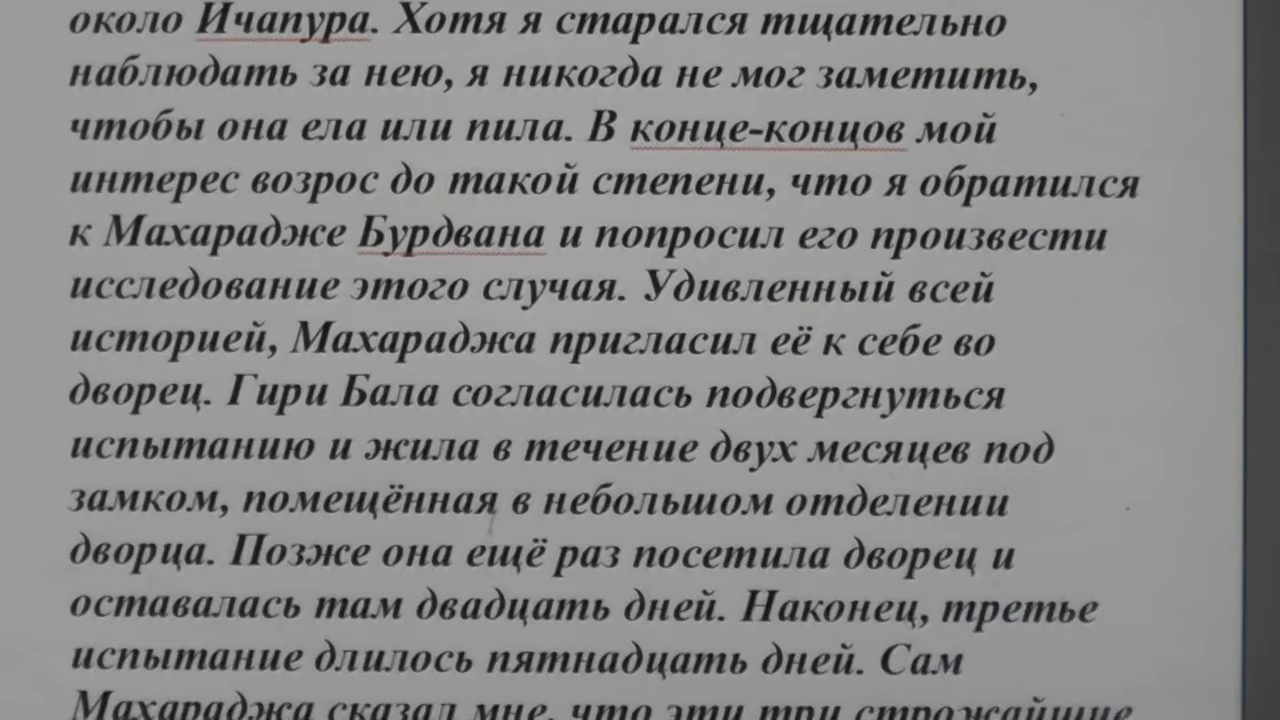 около Ичапура. Хотя я старался тщательно
наблюдать за нею, я никогда не мог заметить,
чтобы она ела или пила. В конце-концов мой
интерес возрос до такой степени, что я обратился
к Махарадже Бурдвана и попросил его произвести
исследование этого случая. Удивленный всей
историей, Махараджа пригласил её к себе во
дворец. Гири Бала согласилась подвергнуться
испытанию и жила в течение двух месяцев под
замком, помещённая в небольшом отделении
дворца. Позже она ещё раз посетила дворец и
оставалась там двадцать дней. Наконец, третье
испытание длилось пятнадцать дней. Сам
Махараджа сказал мне, что эти три строжайшие